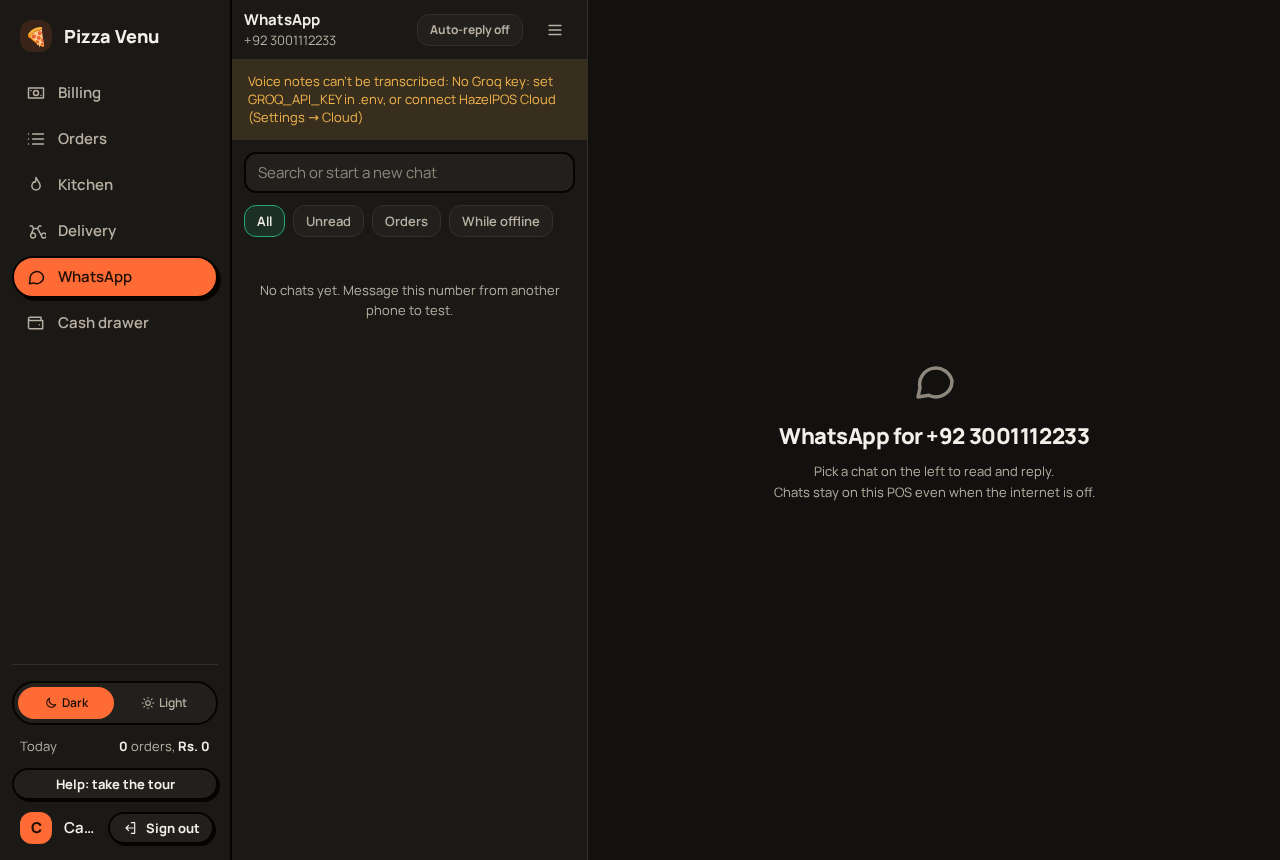 Pizza Venu
Billing
Orders
Kitchen
Delivery
WhatsApp
Cash drawer
Dark
Light
Today
0 orders, Rs. 0
Help: take the tour
C
Ca...
Sign out
WhatsApp
+92 3001112233
Auto-reply off
Voice notes can't be transcribed: No Groq key: set
GROQ_API_KEY in .env, or connect HazelPOS Cloud
(Settings → Cloud)
Search or start a new chat
All
Unread
Orders
While offline
No chats yet. Message this number from another
phone to test.
WhatsApp for +92 3001112233
Pick a chat on the left to read and reply.
Chats stay on this POS even when the internet is off.